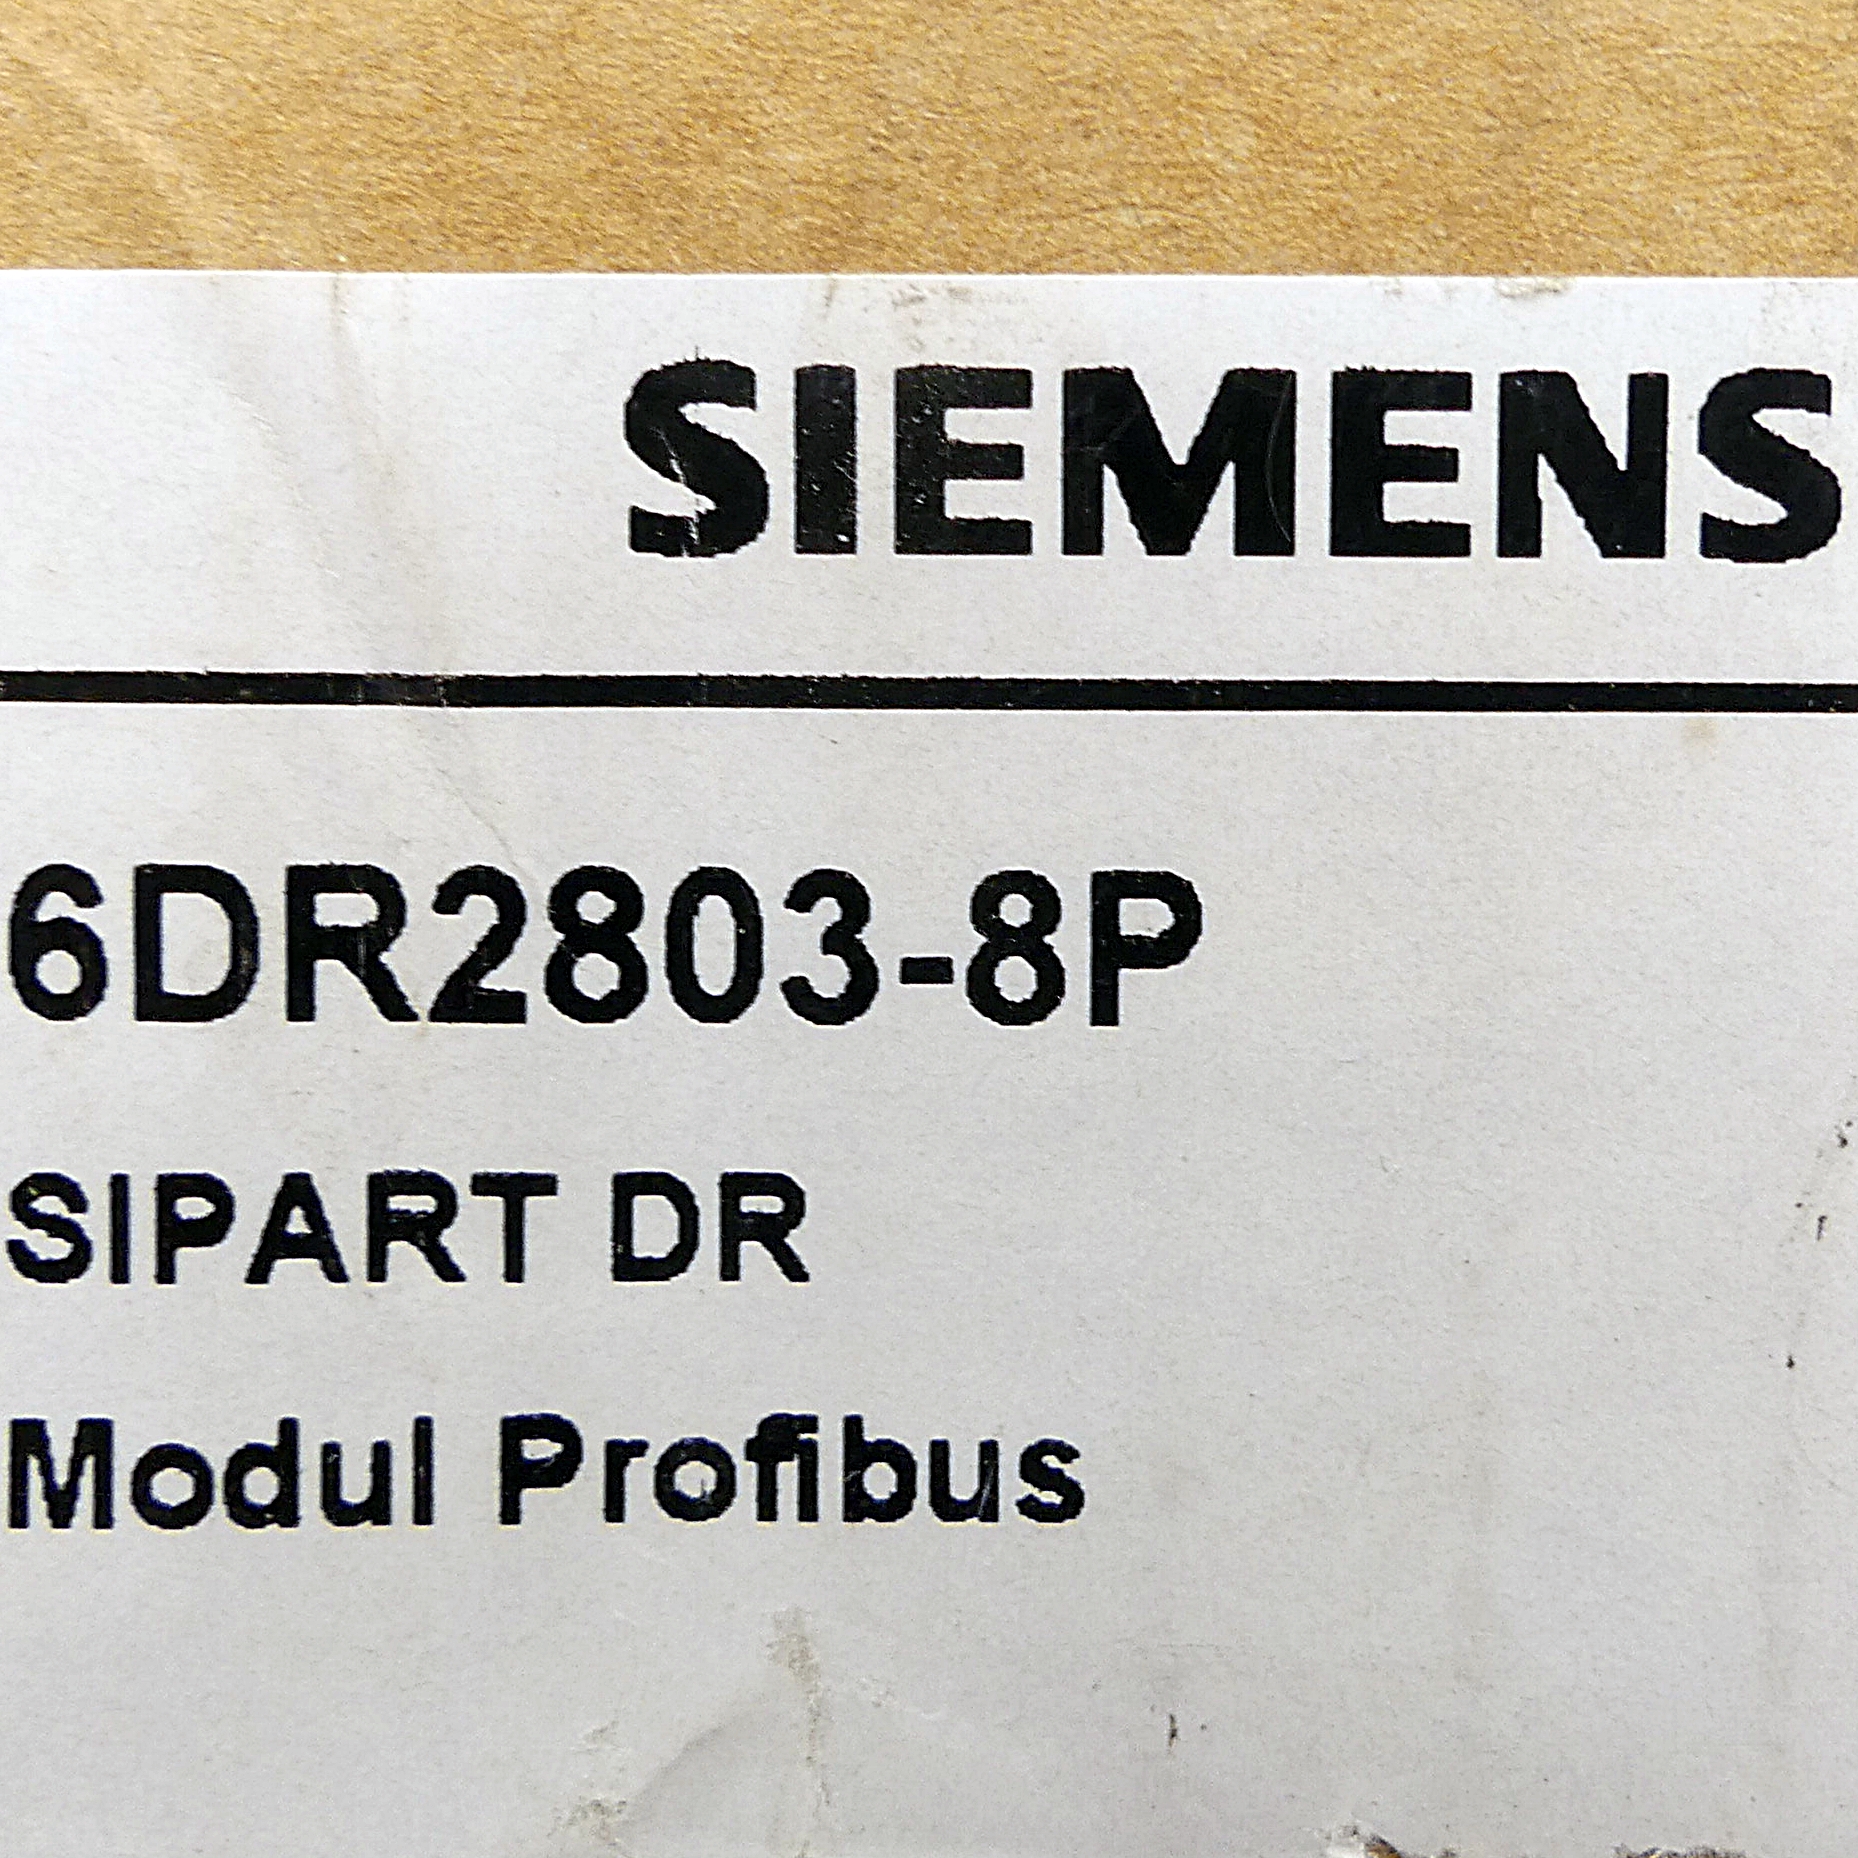 SIEMENS
6DR2803-8P
SIPART DR
Modul Profibus